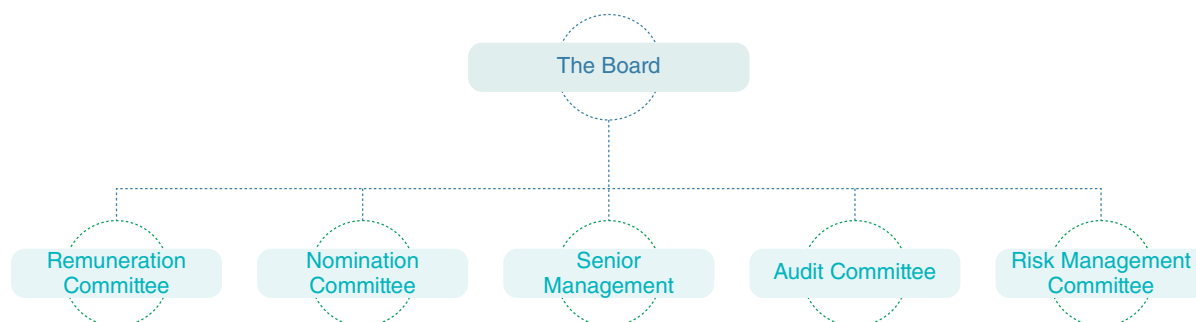 The Board
Remuneration
Committee
Nomination
Committee
Senior
Management
Audit Committee
Risk Management
Committee